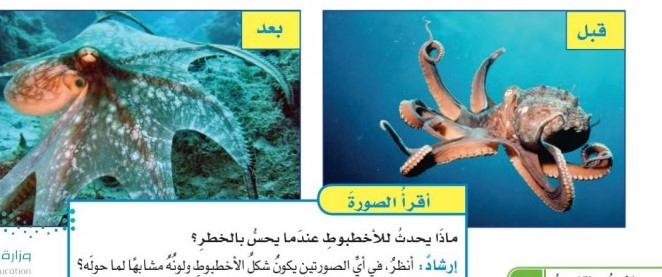 قبل
بعد
أقرأُ الصورةَ
ماذَا يحدثُ للأخطبوطِ عندَما يحسُّ بالخطرِ؟
إرشادٌ: أنظرُ، في أيِّ الصورتينِ يكونُ شكلُ الأخطبوطِ ولونُهُ مشابهًا لما حولَه؟
وزارة
ucation